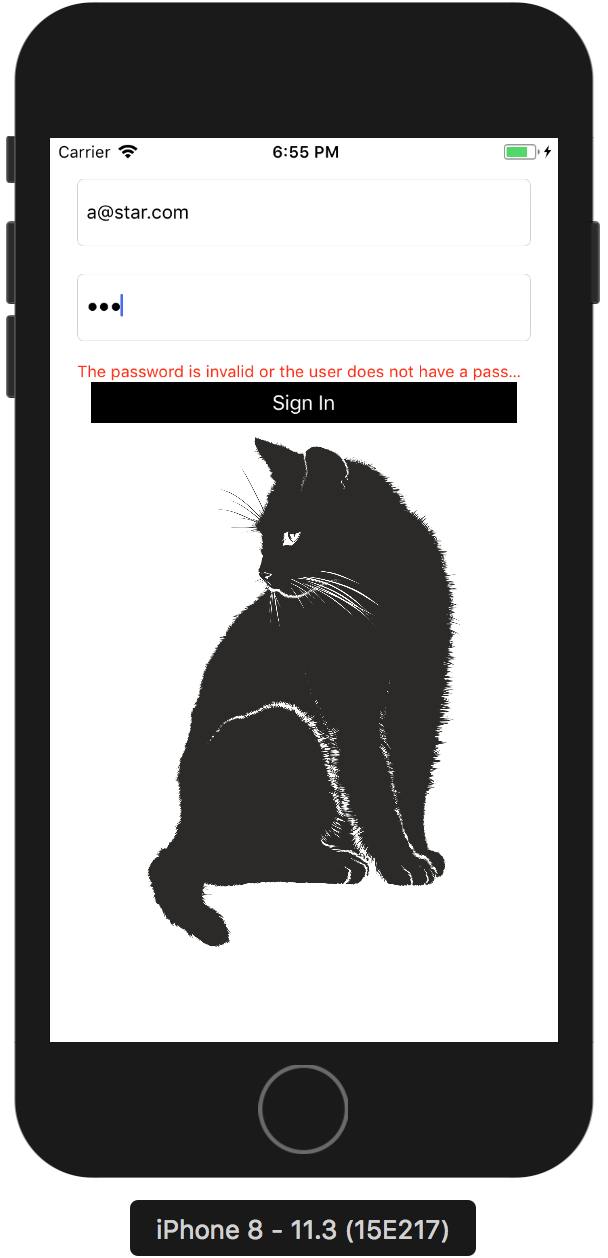 Carrier 6:55 PM
a@star.com
•••
The password is invalid or the user does not have a pass...
Sign In
iPhone 8 - 11.3 (15E217)